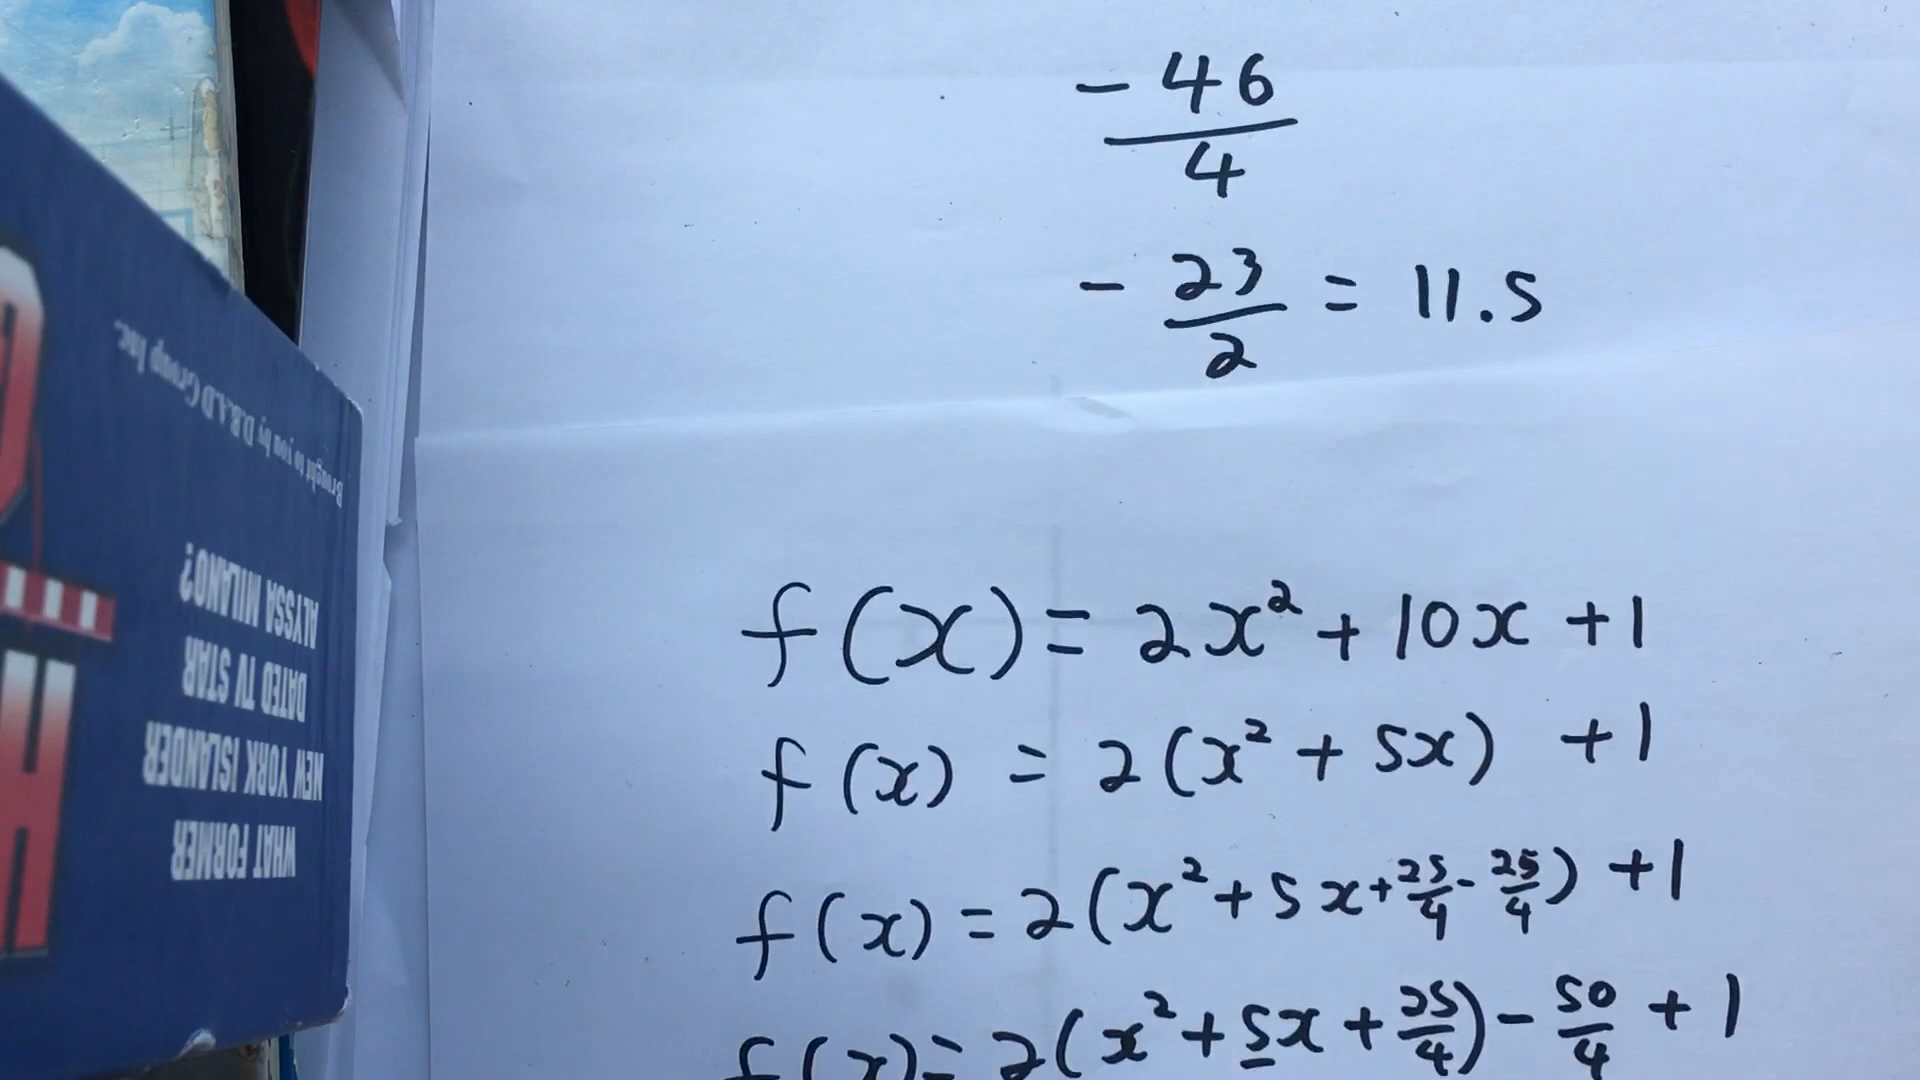 -46/4
-23/2 = 11.5
f(x) = 2x² + 10x + 1
f(x) = 2(x² + 5x) + 1
f(x) = 2(x² + 5x + 25/4 - 25/4) + 1
f(x) = 2(x² + 5x + 25/4) - 50/4 + 1
WHAT FORMER
NEW YORK ISLANDER
DATED TV STAR
ALYSSA MILANO?
Brought to you by D.B.A.D Group Inc.
H